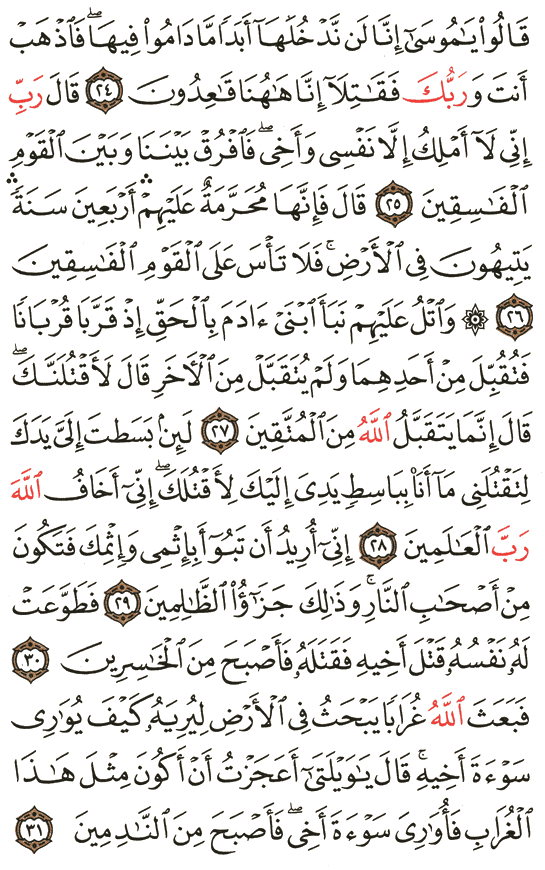 قَالُوا۟ يَـٰمُوسَىٰٓ إِنَّا لَن نَّدْخُلَهَآ أَبَدًا مَّا دَامُوا۟ فِيهَا ۖ فَٱذْهَبْ
أَنتَ وَرَبُّكَ فَقَـٰتِلَآ إِنَّا هَـٰهُنَا قَـٰعِدُونَ ٢٤ قَالَ رَبِّ
إِنِّى لَآ أَمْلِكُ إِلَّا نَفْسِى وَأَخِى ۖ فَٱفْرُقْ بَيْنَنَا وَبَيْنَ ٱلْقَوْمِ
ٱلْفَـٰسِقِينَ ٢٥ قَالَ فَإِنَّهَا مُحَرَّمَةٌ عَلَيْهِمْ ۛ أَرْبَعِينَ سَنَةً ۛ
يَتِيهُونَ فِى ٱلْأَرْضِ ۚ فَلَا تَأْسَ عَلَى ٱلْقَوْمِ ٱلْفَـٰسِقِينَ
٢٦ ۞ وَٱتْلُ عَلَيْهِمْ نَبَأَ ٱبْنَىْ ءَادَمَ بِٱلْحَقِّ إِذْ قَرَّبَا قُرْبَانًا
فَتُقُبِّلَ مِنْ أَحَدِهِمَا وَلَمْ يُتَقَبَّلْ مِنَ ٱلْـَٔاخَرِ قَالَ لَأَقْتُلَنَّكَ ۖ
قَالَ إِنَّمَا يَتَقَبَّلُ ٱللَّهُ مِنَ ٱلْمُتَّقِينَ ٢٧ لَئِنۢ بَسَطتَ إِلَىَّ يَدَكَ
لِتَقْتُلَنِى مَآ أَنَا۠ بِبَاسِطٍ يَدِىَ إِلَيْكَ لِأَقْتُلَكَ ۖ إِنِّىٓ أَخَافُ ٱللَّهَ
رَبَّ ٱلْعَـٰلَمِينَ ٢٨ إِنِّىٓ أُرِيدُ أَن تَبُوٓأَ بِإِثْمِى وَإِثْمِكَ فَتَكُونَ
مِنْ أَصْحَـٰبِ ٱلنَّارِ ۚ وَذَٰلِكَ جَزَٰٓؤُا۟ ٱلظَّـٰلِمِينَ ٢٩ فَطَوَّعَتْ
لَهُۥ نَفْسُهُۥ قَتْلَ أَخِيهِ فَقَتَلَهُۥ فَأَصْبَحَ مِنَ ٱلْخَـٰسِرِينَ ٣٠
فَبَعَثَ ٱللَّهُ غُرَابًا يَبْحَثُ فِى ٱلْأَرْضِ لِيُرِيَهُۥ كَيْفَ يُوَٰرِى
سَوْءَةَ أَخِيهِ ۚ قَالَ يَـٰوَيْلَتَىٰٓ أَعَجَزْتُ أَنْ أَكُونَ مِثْلَ هَـٰذَا
ٱلْغُرَابِ فَأُوَٰرِىَ سَوْءَةَ أَخِى ۖ فَأَصْبَحَ مِنَ ٱلنَّـٰدِمِينَ ٣١